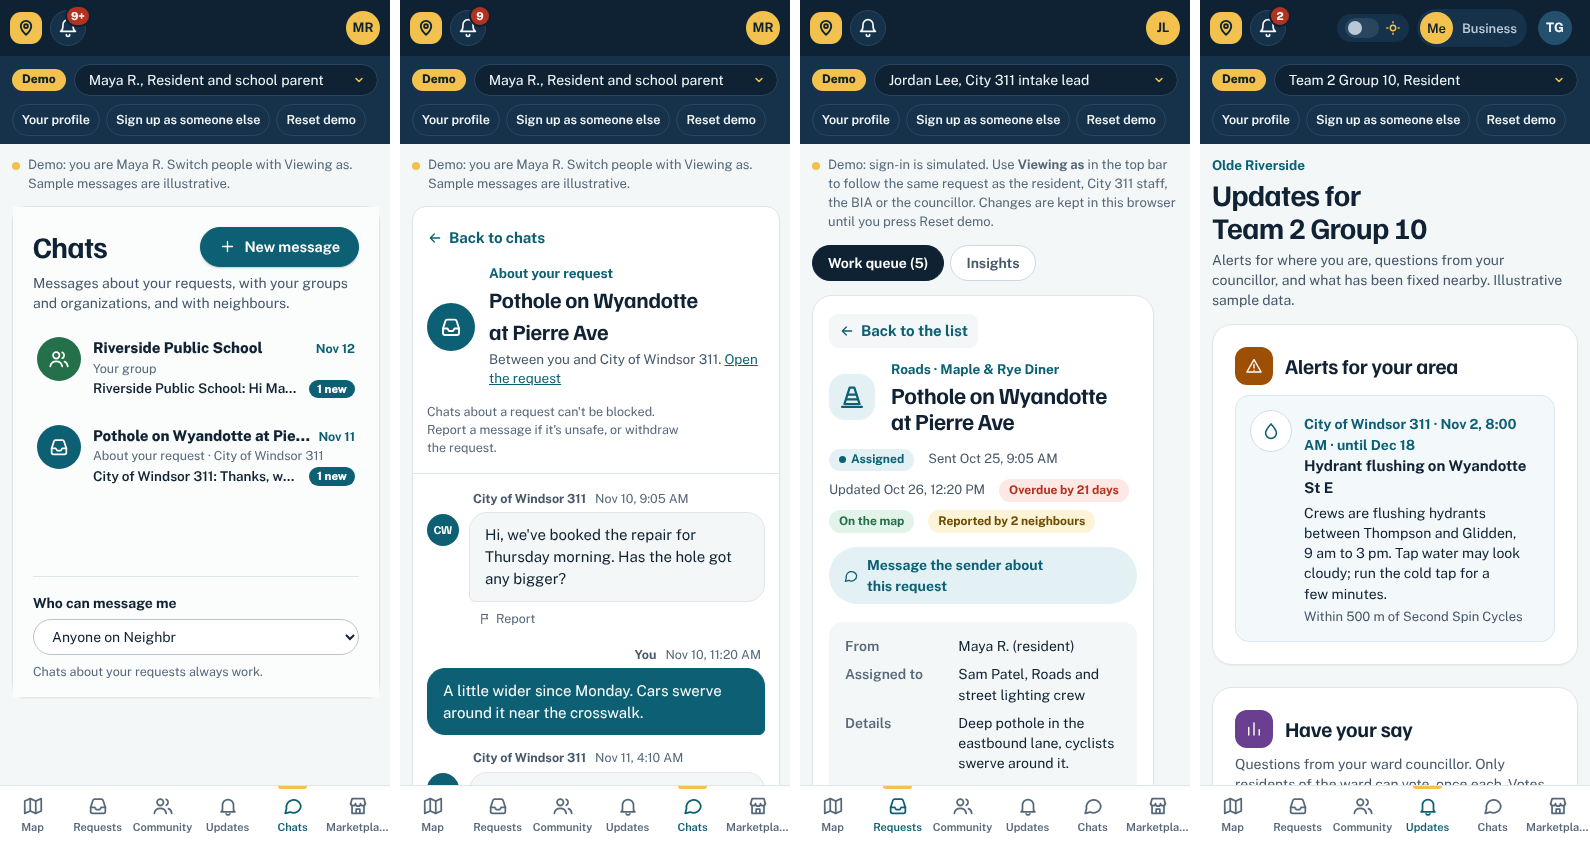 9+
MR
Demo
Maya R., Resident and school parent
Your profile
Sign up as someone else
Reset demo
Demo: you are Maya R. Switch people with Viewing as.
Sample messages are illustrative.
Chats
New message
Messages about your requests, with your groups
and organizations, and with neighbours.
Riverside Public School
Nov 12
Your group
Riverside Public School: Hi Ma...
1 new
Pothole on Wyandotte at Pie...
Nov 11
About your request · City of Windsor 311
City of Windsor 311: Thanks, w...
1 new
Who can message me
Anyone on Neighbr
Chats about your requests always work.
Map
Requests
Community
Updates
Chats
Marketpla...
9
MR
Demo
Maya R., Resident and school parent
Your profile
Sign up as someone else
Reset demo
Demo: you are Maya R. Switch people with Viewing as.
Sample messages are illustrative.
Back to chats
About your request
Pothole on Wyandotte
at Pierre Ave
Between you and City of Windsor 311. Open
the request
Chats about a request can't be blocked.
Report a message if it's unsafe, or withdraw
the request.
City of Windsor 311 Nov 10, 9:05 AM
CW
Hi, we've booked the repair for
Thursday morning. Has the hole got
any bigger?
Report
You Nov 10, 11:20 AM
A little wider since Monday. Cars swerve
around it near the crosswalk.
City of Windsor 311 Nov 11, 4:10 AM
Map
Requests
Community
Updates
Chats
Marketpla...
JL
Demo
Jordan Lee, City 311 intake lead
Your profile
Sign up as someone else
Reset demo
Demo: sign-in is simulated. Use Viewing as in the top bar
to follow the same request as the resident, City 311 staff,
the BIA or the councillor. Changes are kept in this browser
until you press Reset demo.
Work queue (5)
Insights
Back to the list
Roads · Maple & Rye Diner
Pothole on Wyandotte
at Pierre Ave
Assigned
Sent Oct 25, 9:05 AM
Updated Oct 26, 12:20 PM
Overdue by 21 days
On the map
Reported by 2 neighbours
Message the sender about
this request
From
Maya R. (resident)
Assigned to
Sam Patel, Roads and
street lighting crew
Details
Deep pothole in the
eastbound lane, cyclists
swerve around it.
Map
Requests
Community
Updates
Chats
Marketpla...
2
Me
Business
TG
Demo
Team 2 Group 10, Resident
Your profile
Sign up as someone else
Reset demo
Olde Riverside
Updates for
Team 2 Group 10
Alerts for where you are, questions from your
councillor, and what has been fixed nearby. Illustrative
sample data.
Alerts for your area
City of Windsor 311 · Nov 2, 8:00
AM · until Dec 18
Hydrant flushing on Wyandotte
St E
Crews are flushing hydrants
between Thompson and Glidden,
9 am to 3 pm. Tap water may look
cloudy; run the cold tap for a
few minutes.
Within 500 m of Second Spin Cycles
Have your say
Questions from your ward councillor. Only
residents of the ward can vote, once each. Votes
Map
Requests
Community
Updates
Chats
Marketpla...